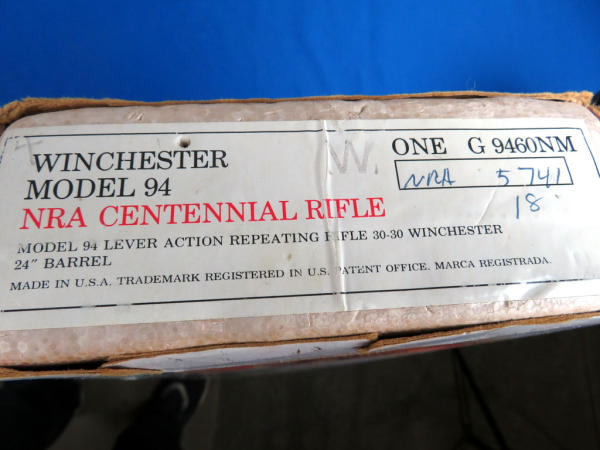 WINCHESTER
MODEL 94
NRA CENTENNIAL RIFLE
MODEL 94 LEVER ACTION REPEATING RIFLE 30-30 WINCHESTER
24" BARREL
MADE IN U.S.A. TRADEMARK REGISTERED IN U.S. PATENT OFFICE. MARCA REGISTRADA.
W.
ONE G 9460NM
NRA 5741
18